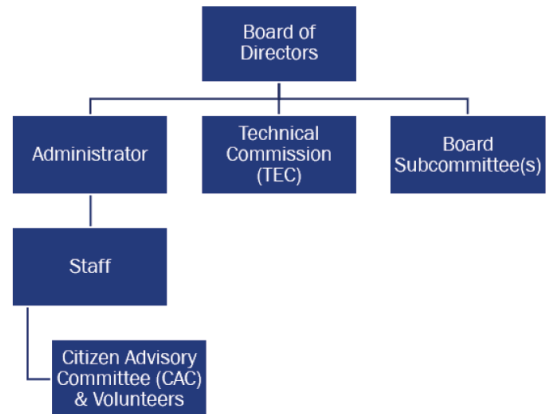 Board of
Directors
Administrator
Technical
Commission
(TEC)
Board
Subcommittee(s)
Staff
Citizen Advisory
Committee (CAC)
& Volunteers